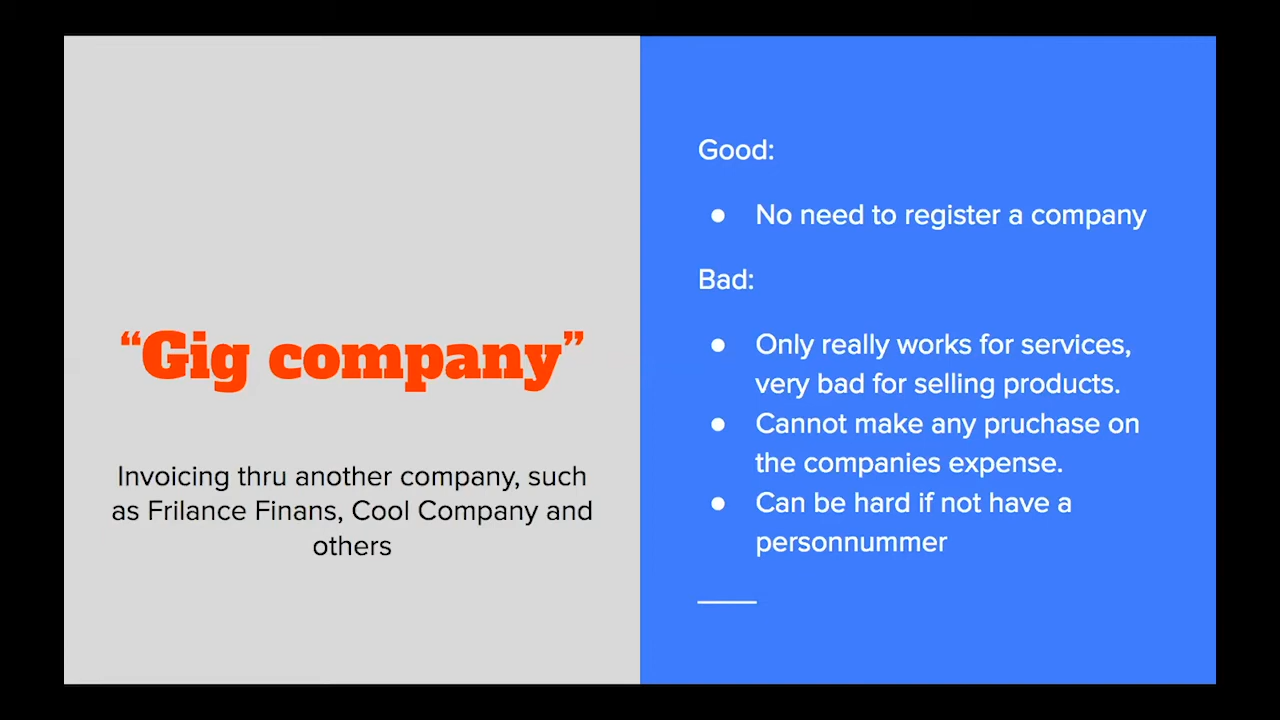 “Gig company”
Invoicing thru another company, such
as Frilance Finans, Cool Company and
others
Good:
● No need to register a company
Bad:
● Only really works for services,
very bad for selling products.
● Cannot make any pruchase on
the companies expense.
● Can be hard if not have a
personnummer